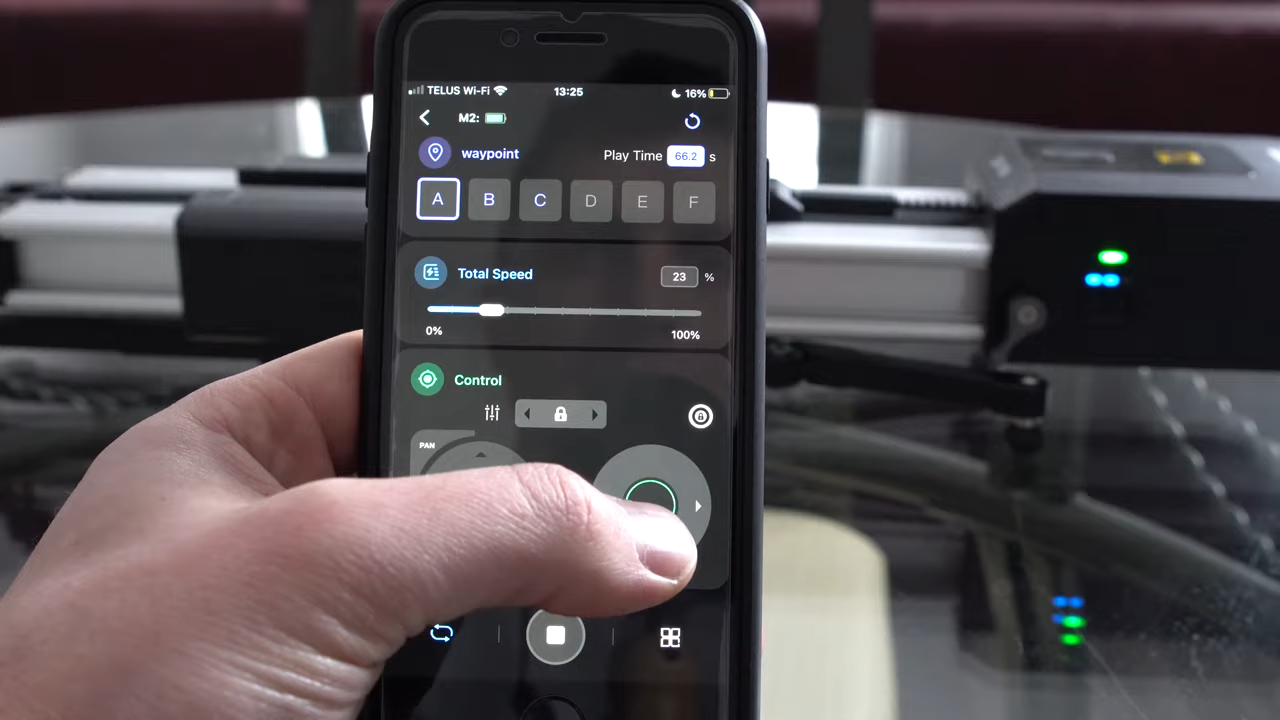 TELUS Wi-Fi 13:25 16%
M2:
waypoint Play Time 66.2 s
A B C D E F
Total Speed 23 %
0% 100%
Control
PAN